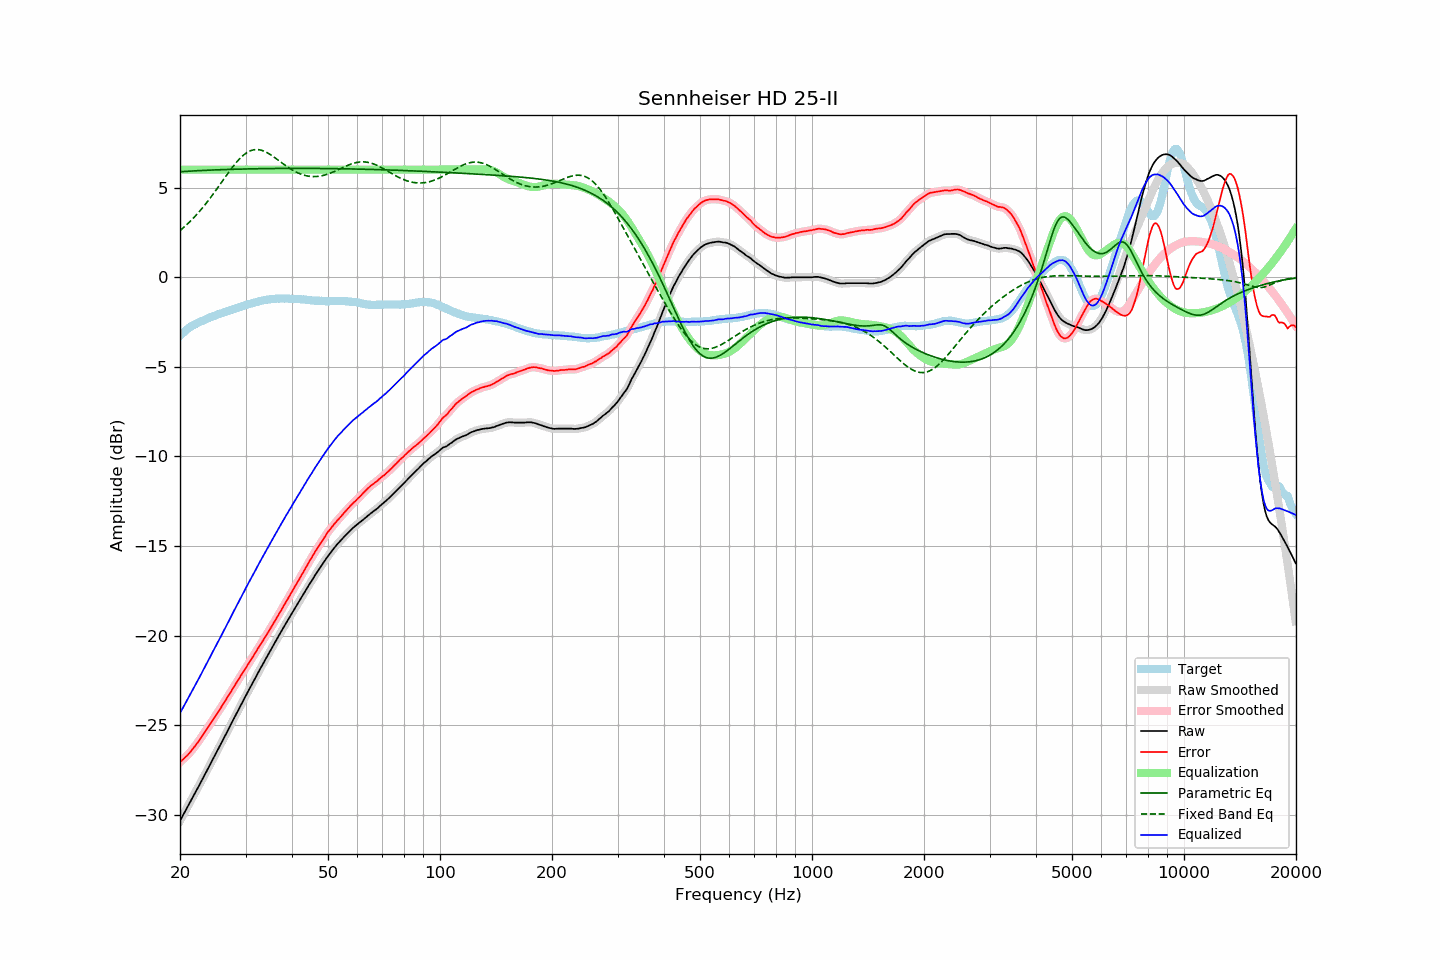 Sennheiser HD 25-II
5
0
−5
−10
−15
−20
−25
−30
Amplitude (dBr)
20
50
100
200
500
1000
2000
5000
10000
20000
Frequency (Hz)
Target
Raw Smoothed
Error Smoothed
Raw
Error
Equalization
Parametric Eq
Fixed Band Eq
Equalized